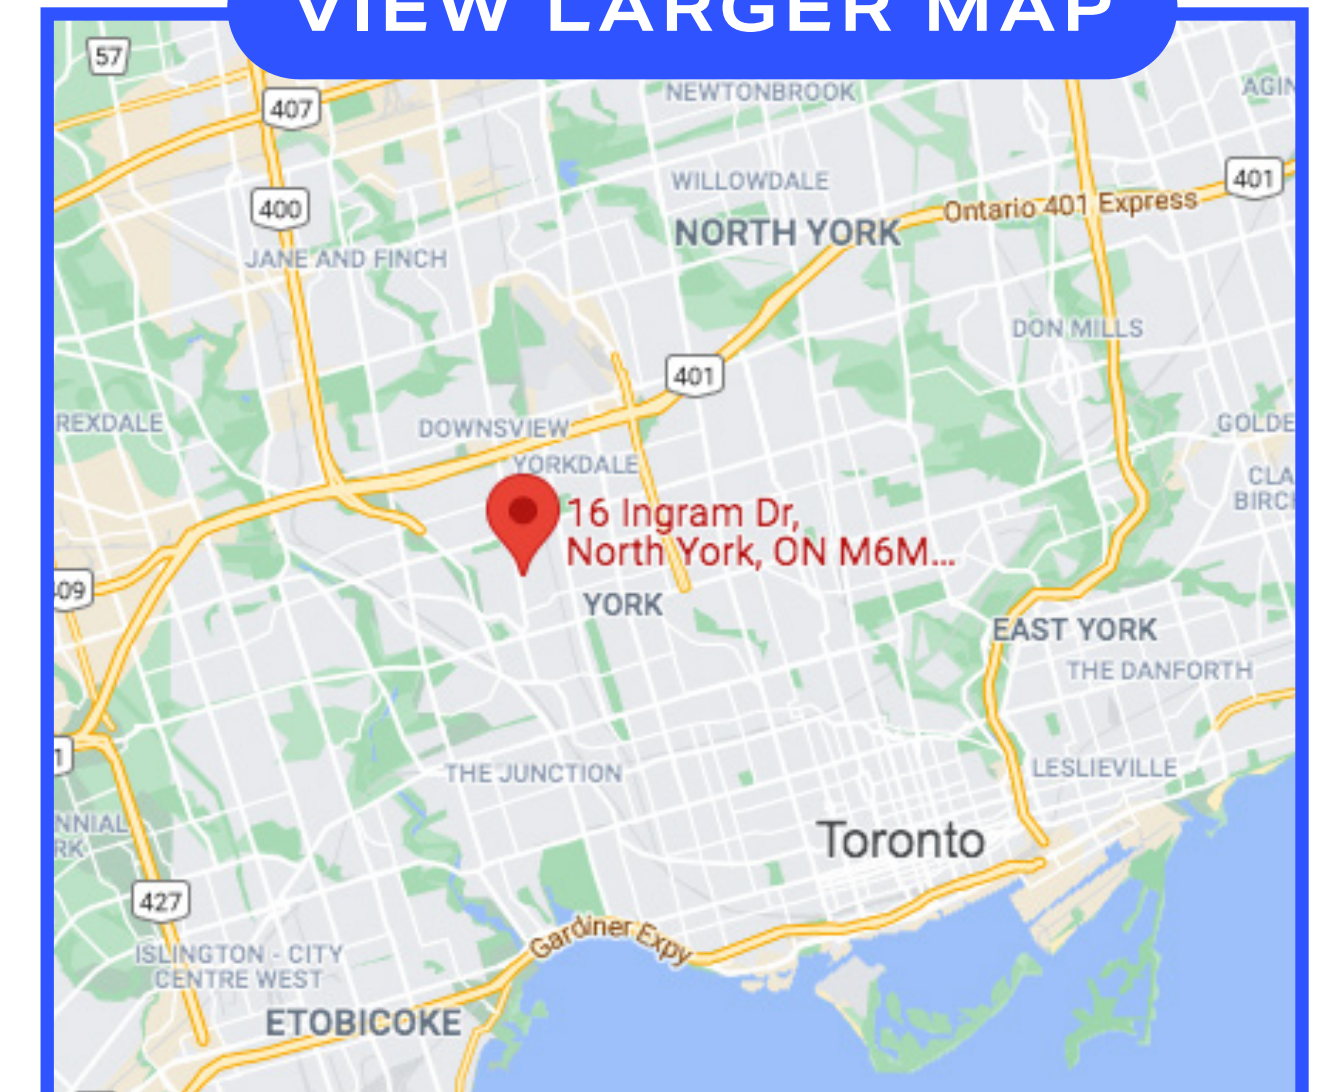 VIEW LARGER MAP
57
407
NEWTONBROOK
400
WILLOWDALE
401
Ontario 401 Express
NORTH YORK
JANE AND FINCH
DON MILLS
401
REXDALE
DOWNSVIEW
YORKDALE
16 Ingram Dr,
North York, ON M6M...
YORK
EAST YORK
THE DANFORTH
THE JUNCTION
LESLIEVILLE
Toronto
427
Gardiner Expy
ISLINGTON - CITY
CENTRE WEST
ETOBICOKE